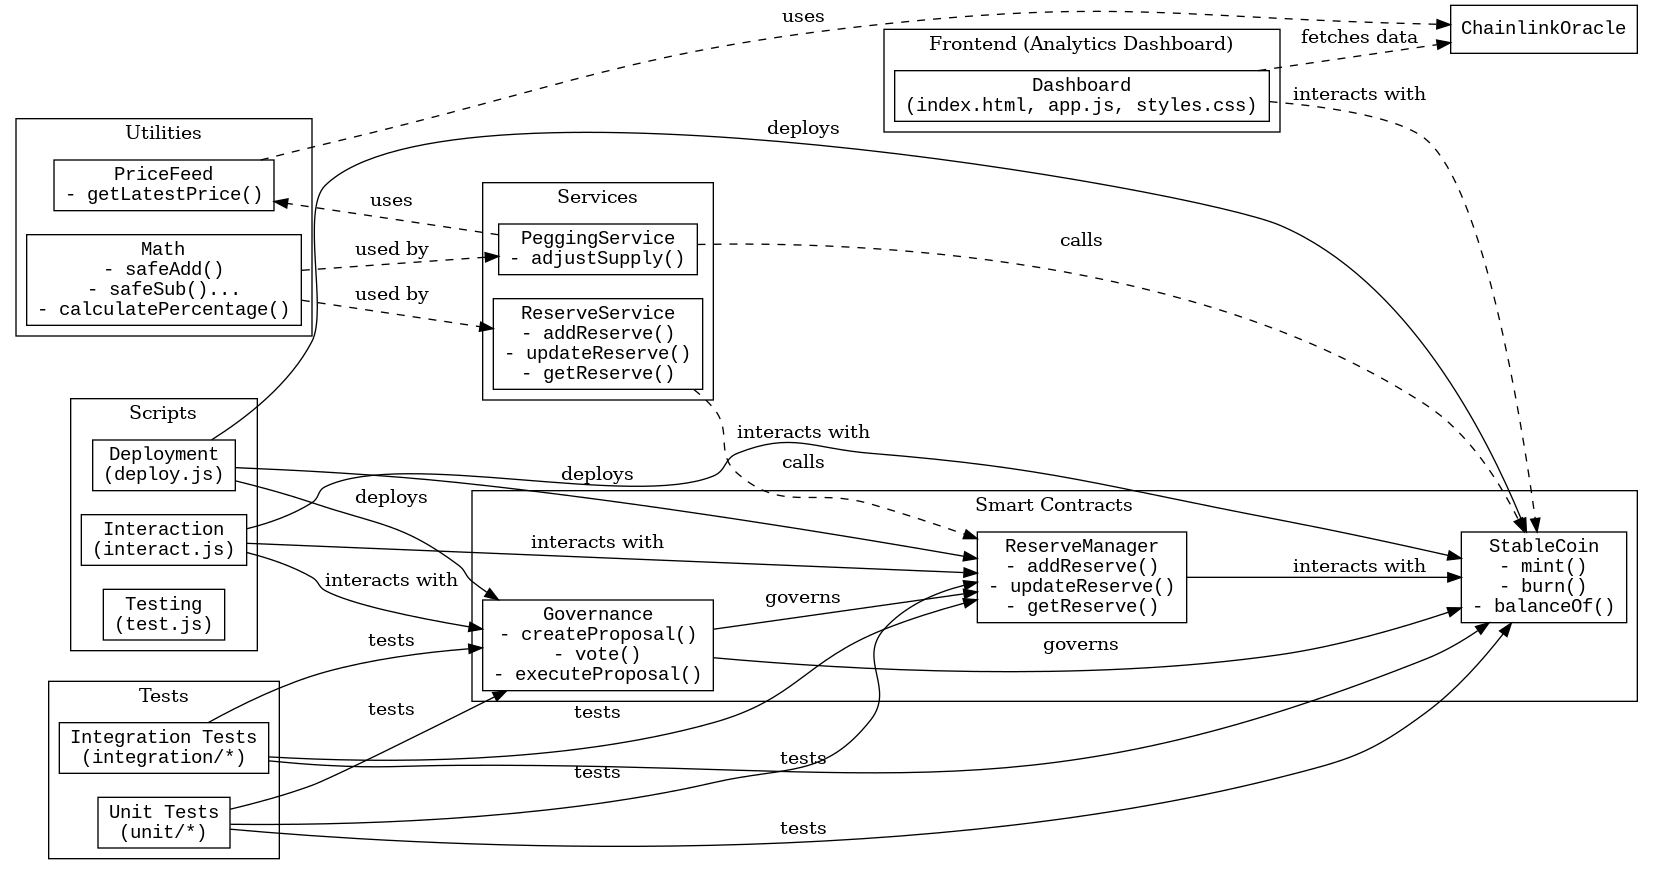 uses
ChainlinkOracle
Frontend (Analytics Dashboard)
fetches data
Dashboard
(index.html, app.js, styles.css)
interacts with
deploys
Utilities
PriceFeed
- getLatestPrice()
uses
Math
- safeAdd()
- safeSub()...
- calculatePercentage()
used by
used by
Services
PeggingService
- adjustSupply()
calls
ReserveService
- addReserve()
- updateReserve()
- getReserve()
Scripts
Deployment
(deploy.js)
interacts with
calls
deploys
deploys
Interaction
(interact.js)
interacts with
interacts with
Testing
(test.js)
Smart Contracts
ReserveManager
- addReserve()
- updateReserve()
- getReserve()
interacts with
StableCoin
- mint()
- burn()
- balanceOf()
Governance
- createProposal()
- vote()
- executeProposal()
governs
governs
tests
Tests
Integration Tests
(integration/*)
tests
tests
tests
tests
Unit Tests
(unit/*)
tests